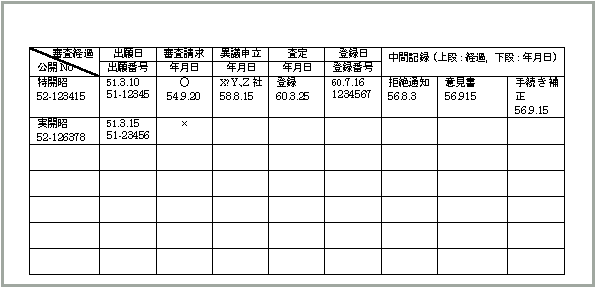 審査経過 出願日 審査請求 異議申立 査定 登録日 中間記録（上段：経過，下段：年月日）
公開NO 出願番号 年月日 年月日 年月日 登録番号
特開昭 51.3.10 ○ X,Y,Z社 登録 60.7.16 拒絶通知 意見書 手続き補
52-123415 51-12345 54.9.20 58.8.15 60.3.25 1234567 56.8.3 56.915 正
56.9.15
実開昭 51.3.15 ×
52-126378 51-23456